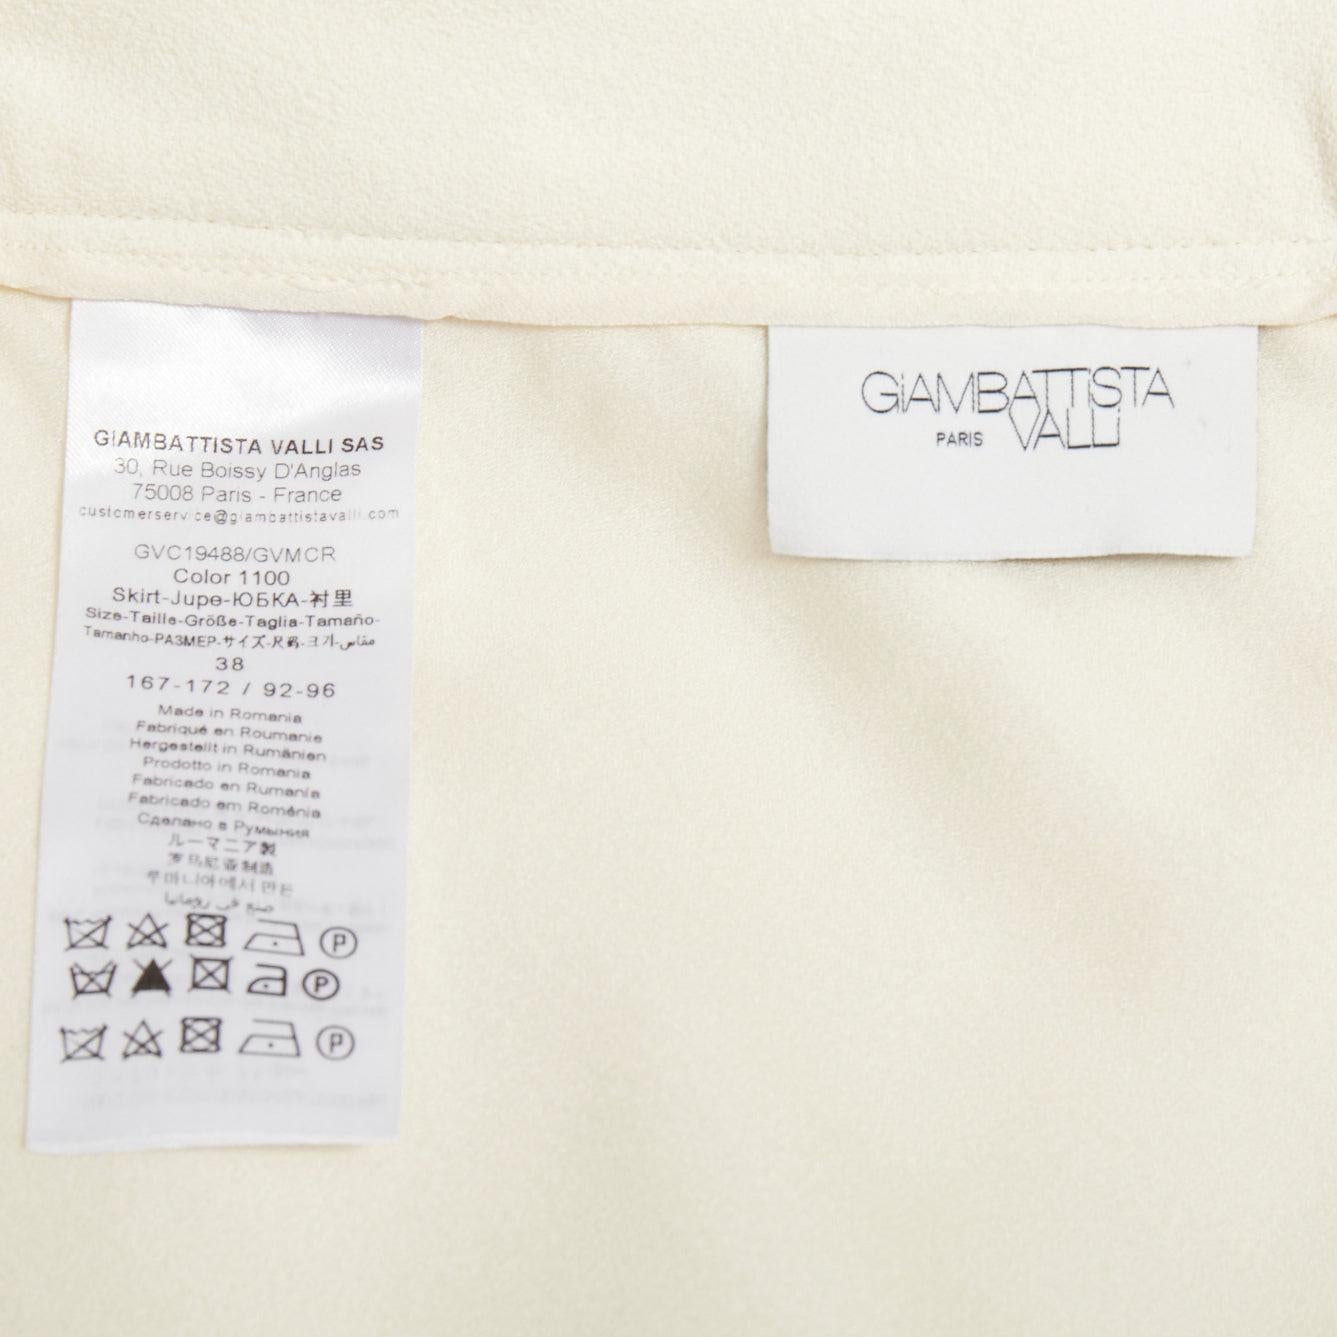 GiAMBATTISTA VALLI SAS
30, Rue Boissy D'Anglas
75008 Paris - France
customerservice@giambattistavalli.com
GVC19488/GVMCR
Color 1100
Skirt-Jupe-ЮБКА-衬里
Size-Taille-Größe-Taglia-Tamaño-
Tamanho-РАЗМЕР-サイズ-尺码-크기-مقاس
38
167-172 / 92-96
Made in Romania
Fabriqué en Roumanie
Hergestellt in Rumänien
Prodotto in Romania
Fabricado en Rumanía
Fabricado em Roménia
Сделано в Румыния
ルーマニア製
罗马尼亚制造
루마니아에서 만든
صنع في رومانيا
P
P
P
GiAMBATTISTA
PARIS VALLi